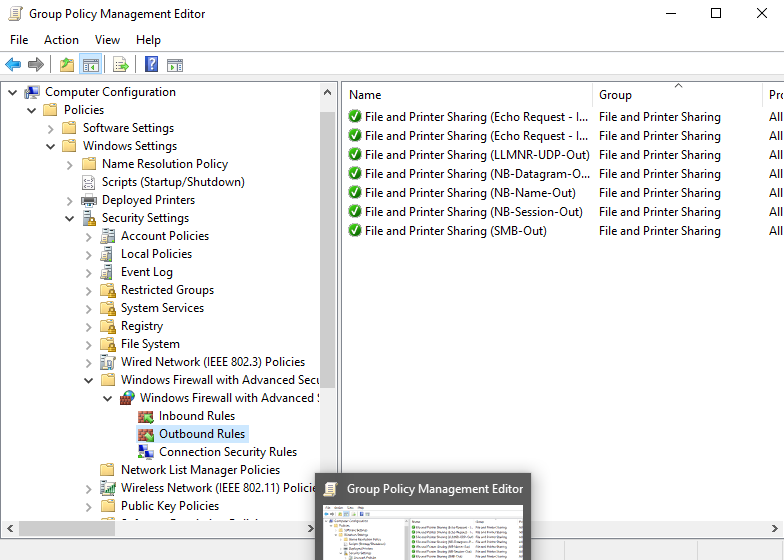 Group Policy Management Editor
File Action View Help
Computer Configuration
Policies
Software Settings
Windows Settings
Name Resolution Policy
Scripts (Startup/Shutdown)
Deployed Printers
Security Settings
Account Policies
Local Policies
Event Log
Restricted Groups
System Services
Registry
File System
Wired Network (IEEE 802.3) Policies
Windows Firewall with Advanced Secu
Windows Firewall with Advanced S
Inbound Rules
Outbound Rules
Connection Security Rules
Network List Manager Policies
Wireless Network (IEEE 802.11) Policie
Public Key Policies
Name Group Pro
File and Printer Sharing (Echo Request - I... File and Printer Sharing All
File and Printer Sharing (Echo Request - I... File and Printer Sharing All
File and Printer Sharing (LLMNR-UDP-Out) File and Printer Sharing All
File and Printer Sharing (NB-Datagram-O... File and Printer Sharing All
File and Printer Sharing (NB-Name-Out) File and Printer Sharing All
File and Printer Sharing (NB-Session-Out) File and Printer Sharing All
File and Printer Sharing (SMB-Out) File and Printer Sharing All
Group Policy Management Editor